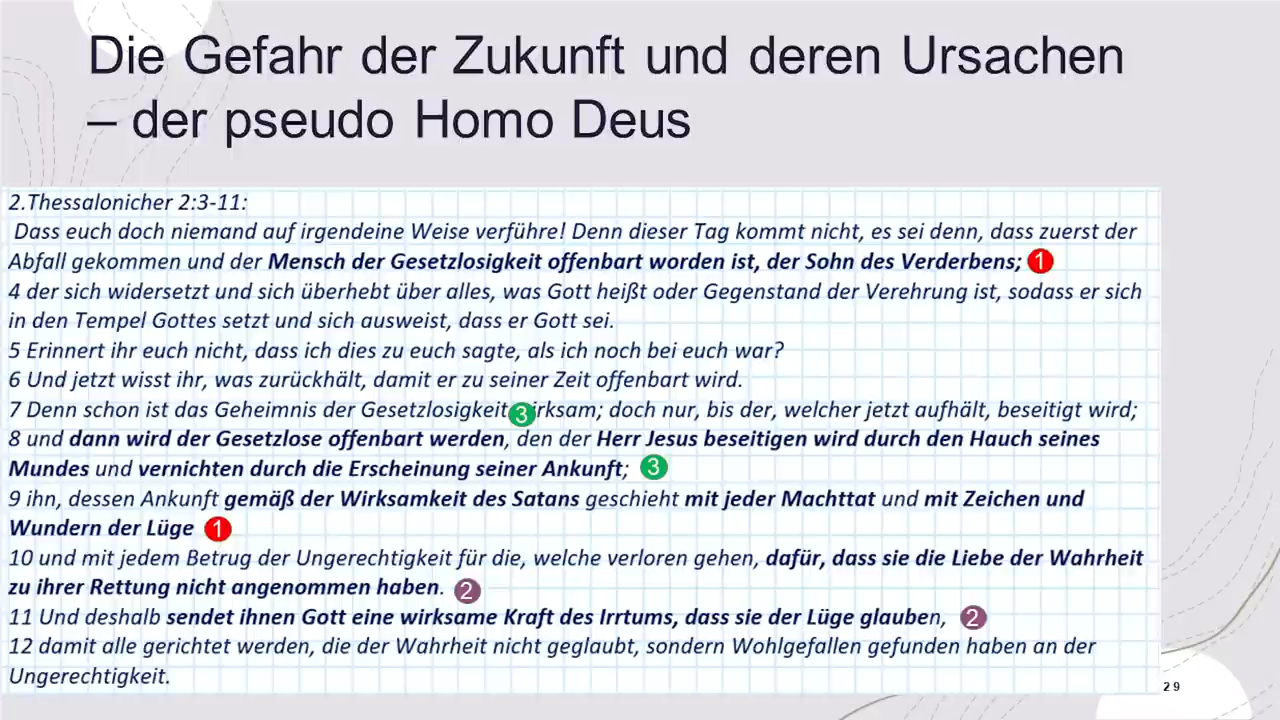 Die Gefahr der Zukunft und deren Ursachen
– der pseudo Homo Deus
2.Thessalonicher 2:3-11:
Dass euch doch niemand auf irgendeine Weise verführe! Denn dieser Tag kommt nicht, es sei denn, dass zuerst der
Abfall gekommen und der Mensch der Gesetzlosigkeit offenbart worden ist, der Sohn des Verderbens; 1
4 der sich widersetzt und sich überhebt über alles, was Gott heißt oder Gegenstand der Verehrung ist, sodass er sich
in den Tempel Gottes setzt und sich ausweist, dass er Gott sei.
5 Erinnert ihr euch nicht, dass ich dies zu euch sagte, als ich noch bei euch war?
6 Und jetzt wisst ihr, was zurückhält, damit er zu seiner Zeit offenbart wird.
7 Denn schon ist das Geheimnis der Gesetzlosigkeit 3 irksam; doch nur, bis der, welcher jetzt aufhält, beseitigt wird;
8 und dann wird der Gesetzlose offenbart werden, den der Herr Jesus beseitigen wird durch den Hauch seines
Mundes und vernichten durch die Erscheinung seiner Ankunft; 3
9 ihn, dessen Ankunft gemäß der Wirksamkeit des Satans geschieht mit jeder Machttat und mit Zeichen und
Wundern der Lüge 1
10 und mit jedem Betrug der Ungerechtigkeit für die, welche verloren gehen, dafür, dass sie die Liebe der Wahrheit
zu ihrer Rettung nicht angenommen haben. 2
11 Und deshalb sendet ihnen Gott eine wirksame Kraft des Irrtums, dass sie der Lüge glauben, 2
12 damit alle gerichtet werden, die der Wahrheit nicht geglaubt, sondern Wohlgefallen gefunden haben an der
Ungerechtigkeit.
29